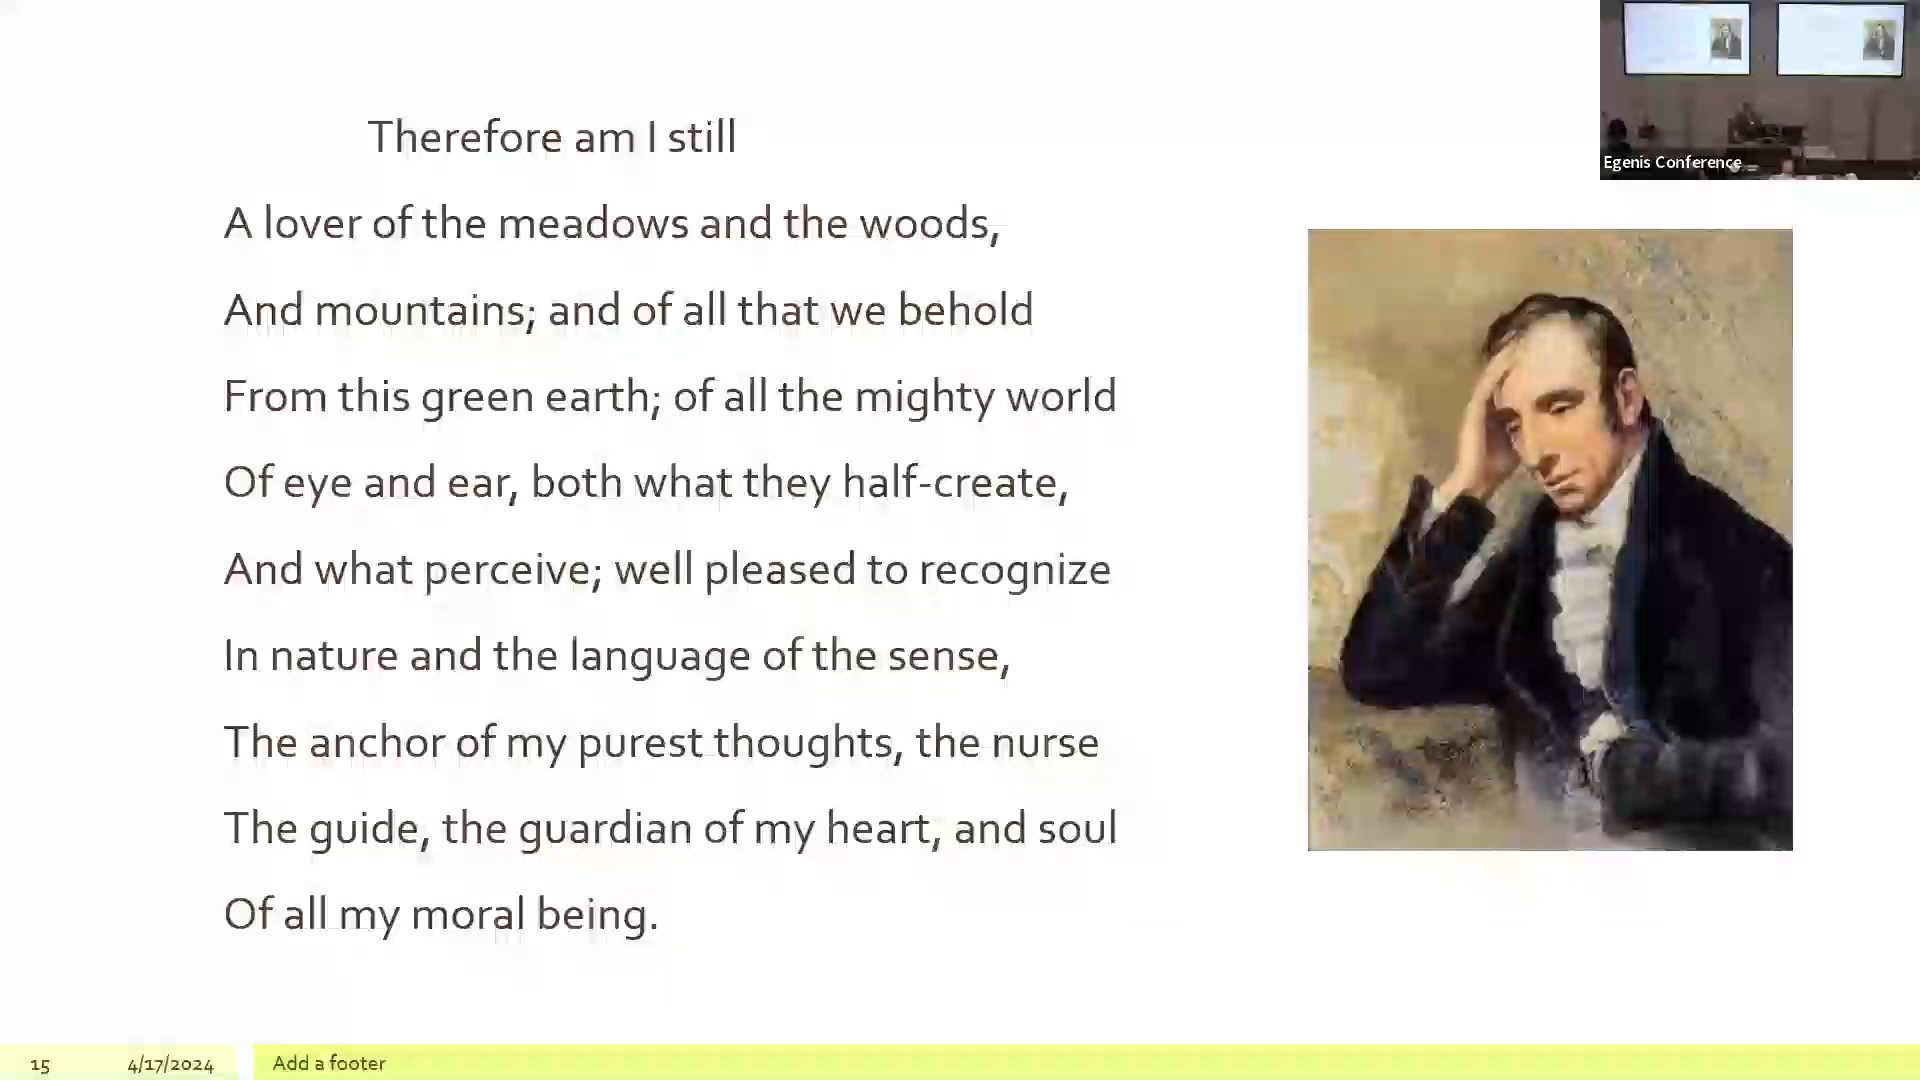 Therefore am I still
A lover of the meadows and the woods,
And mountains; and of all that we behold
From this green earth; of all the mighty world
Of eye and ear, both what they half-create,
And what perceive; well pleased to recognize
In nature and the language of the sense,
The anchor of my purest thoughts, the nurse
The guide, the guardian of my heart, and soul
Of all my moral being.
Egenis Conference
15 4/17/2024 Add a footer